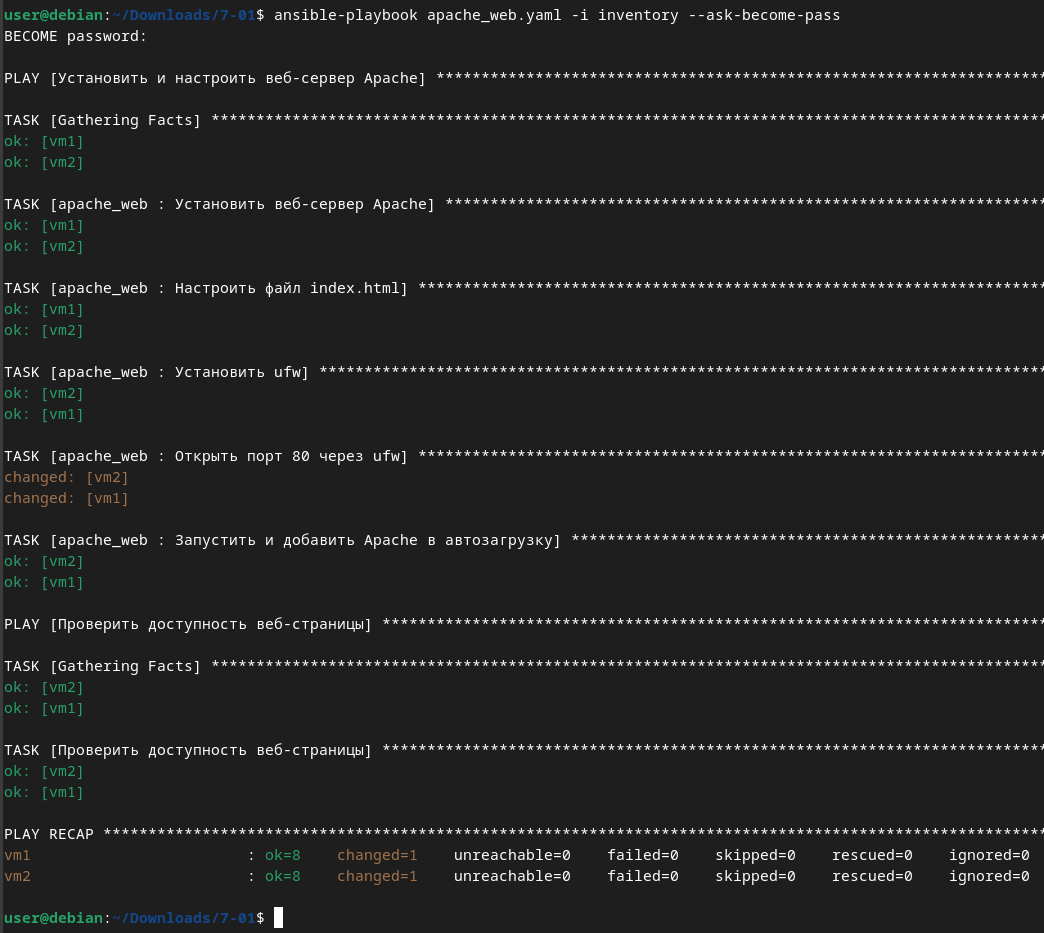 user@debian:~/Downloads/7-01$ ansible-playbook apache_web.yaml -i inventory --ask-become-pass
BECOME password:
PLAY [Установить и настроить веб-сервер Apache] ********************************************************************
TASK [Gathering Facts] *********************************************************************************************
ok: [vm1]
ok: [vm2]
TASK [apache_web : Установить веб-сервер Apache] *******************************************************************
ok: [vm1]
ok: [vm2]
TASK [apache_web : Настроить файл index.html] **********************************************************************
ok: [vm1]
ok: [vm2]
TASK [apache_web : Установить ufw] *********************************************************************************
ok: [vm2]
ok: [vm1]
TASK [apache_web : Открыть порт 80 через ufw] **********************************************************************
changed: [vm2]
changed: [vm1]
TASK [apache_web : Запустить и добавить Apache в автозагрузку] *****************************************************
ok: [vm2]
ok: [vm1]
PLAY [Проверить доступность веб-страницы] **************************************************************************
TASK [Gathering Facts] *********************************************************************************************
ok: [vm2]
ok: [vm1]
TASK [Проверить доступность веб-страницы] **************************************************************************
ok: [vm2]
ok: [vm1]
PLAY RECAP *********************************************************************************************************
vm1                        : ok=8    changed=1    unreachable=0    failed=0    skipped=0    rescued=0    ignored=0
vm2                        : ok=8    changed=1    unreachable=0    failed=0    skipped=0    rescued=0    ignored=0
user@debian:~/Downloads/7-01$